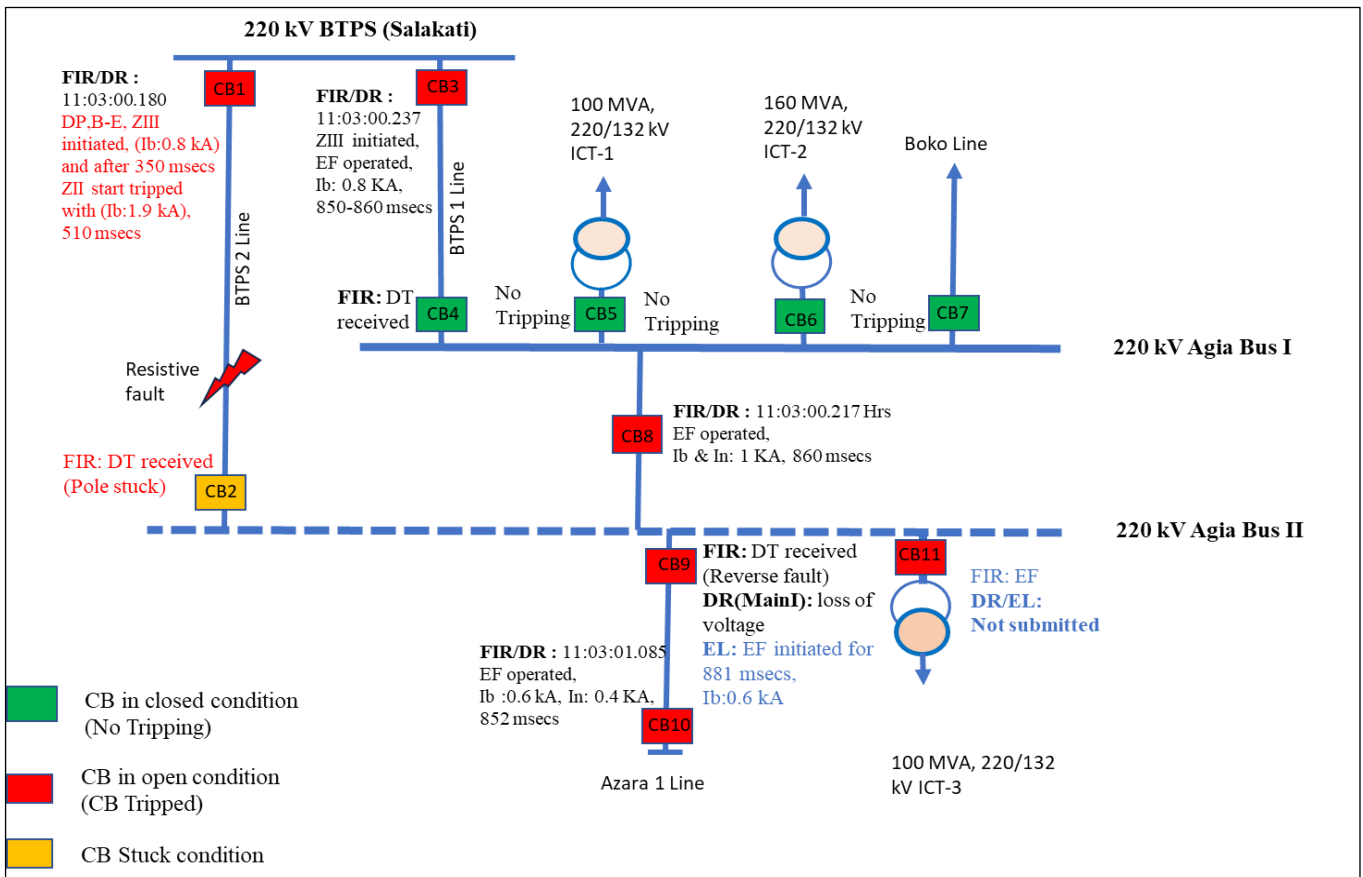 220 kV BTPS (Salakati)
FIR/DR :
11:03:00.180
DP,B-E, ZIII
initiated, (Ib:0.8 kA)
and after 350 msecs
ZII start tripped
with (Ib:1.9 kA),
510 msecs
CB1
BTPS 2 Line
FIR/DR :
11:03:00.237
ZIII initiated,
EF operated,
Ib: 0.8 KA,
850-860 msecs
CB3
BTPS 1 Line
100 MVA,
220/132 kV
ICT-1
160 MVA,
220/132 kV
ICT-2
Boko Line
FIR: DT
received
CB4
No
Tripping
CB5
No
Tripping
CB6
No
Tripping
CB7
220 kV Agia Bus I
Resistive
fault
FIR: DT received
(Pole stuck)
CB2
CB8
FIR/DR : 11:03:00.217 Hrs
EF operated,
Ib & In: 1 KA, 860 msecs
220 kV Agia Bus II
CB9
FIR: DT received
(Reverse fault)
DR(MainI): loss of
voltage
EL: EF initiated for
881 msecs,
Ib:0.6 kA
CB11
FIR: EF
DR/EL:
Not submitted
FIR/DR : 11:03:01.085
EF operated,
Ib :0.6 kA, In: 0.4 KA,
852 msecs
CB10
Azara 1 Line
100 MVA, 220/132
kV ICT-3
CB in closed condition
(No Tripping)
CB in open condition
(CB Tripped)
CB Stuck condition